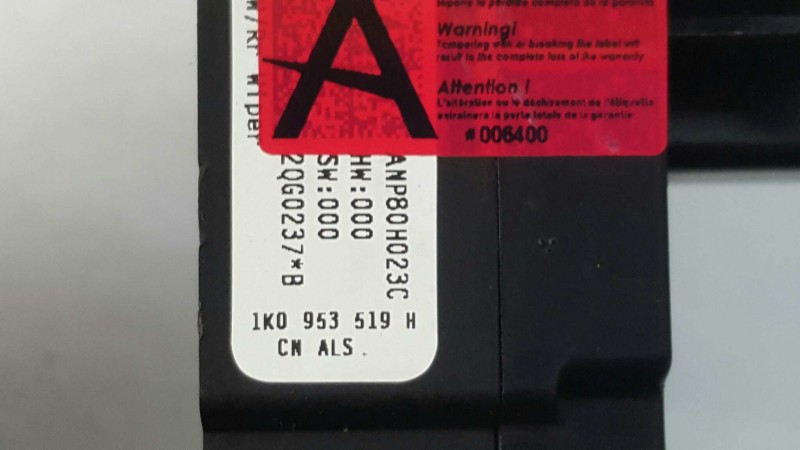 Warning!
Tampering with or breaking the label will
result in the complete loss of the warranty
Attention !
L'altération ou le déchirement de l'étiquette
entraînera la perte totale de la garantie
#006400
A
ANP80H023C
HW:000
SW:000
2QG0237*B
Wiper
1K0 953 519 H
CN ALS.